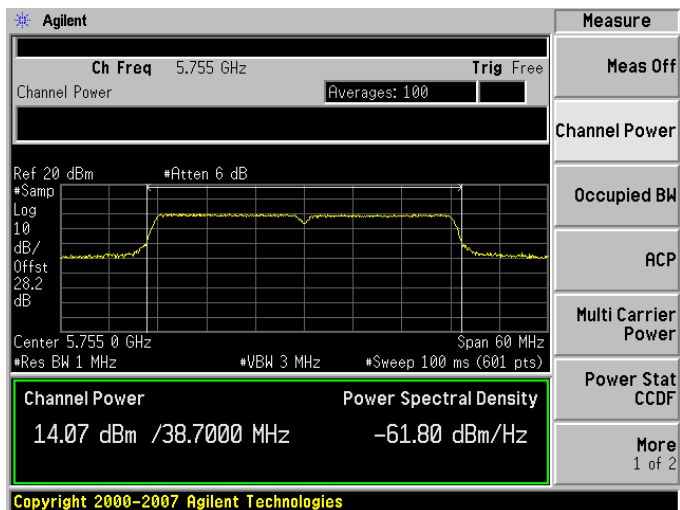 Agilent
Measure
Ch Freq 5.755 GHz Trig Free
Channel Power Averages: 100
Ref 20 dBm #Atten 6 dB
#Samp
Log
10
dB/
Offst
28.2
dB
Center 5.755 0 GHz Span 60 MHz
#Res BW 1 MHz #VBW 3 MHz #Sweep 100 ms (601 pts)
Channel Power Power Spectral Density
14.07 dBm /38.7000 MHz -61.80 dBm/Hz
Copyright 2000-2007 Agilent Technologies
Meas Off
Channel Power
Occupied BW
ACP
Multi Carrier
Power
Power Stat
CCDF
More
1 of 2